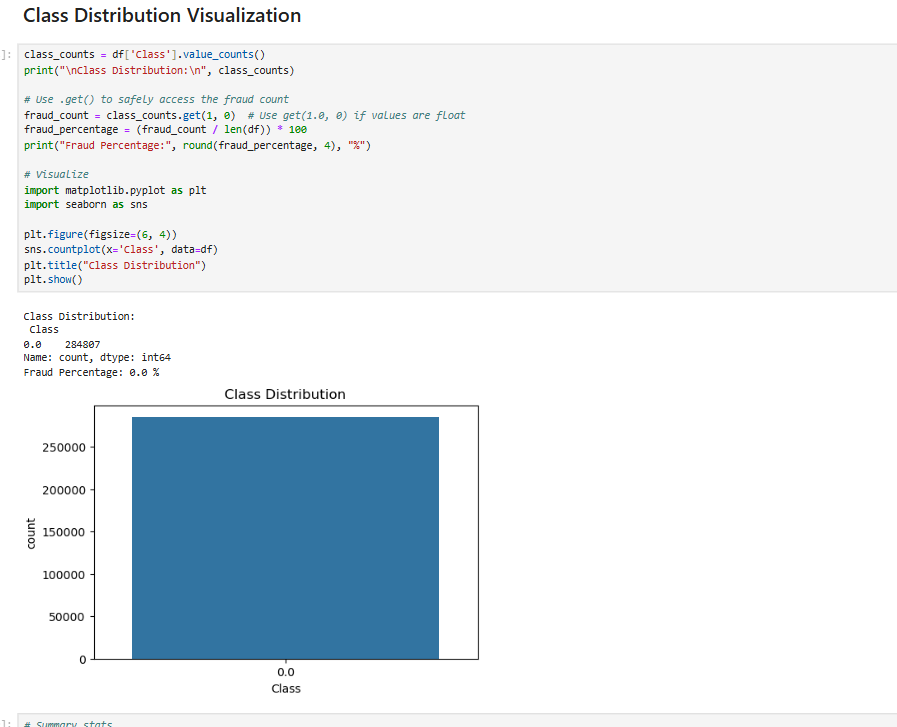 Class Distribution Visualization
]: class_counts = df['Class'].value_counts()
print("\nClass Distribution:\n", class_counts)
# Use .get() to safely access the fraud count
fraud_count = class_counts.get(1, 0)  # Use get(1.0, 0) if values are float
fraud_percentage = (fraud_count / len(df)) * 100
print("Fraud Percentage:", round(fraud_percentage, 4), "%")
# Visualize
import matplotlib.pyplot as plt
import seaborn as sns
plt.figure(figsize=(6, 4))
sns.countplot(x='Class', data=df)
plt.title("Class Distribution")
plt.show()
Class Distribution:
Class
0.0    284807
Name: count, dtype: int64
Fraud Percentage: 0.0 %
Class Distribution
250000
200000
150000
100000
50000
0
count
0.0
Class
]: # Summary stats